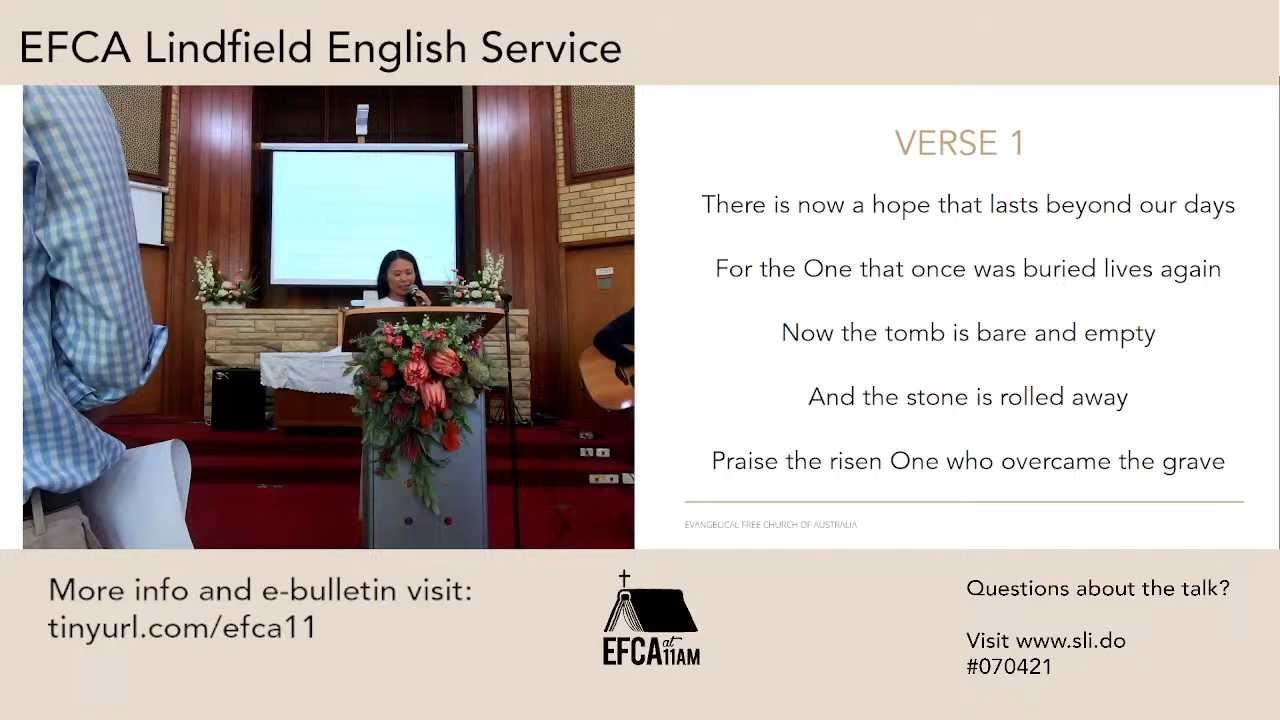 EFCA Lindfield English Service
VERSE 1
There is now a hope that lasts beyond our days
For the One that once was buried lives again
Now the tomb is bare and empty
And the stone is rolled away
Praise the risen One who overcame the grave
EVANGELICAL FREE CHURCH OF AUSTRALIA
More info and e-bulletin visit:
tinyurl.com/efca11
EFCA at 11AM
Questions about the talk?
Visit www.sli.do
#070421